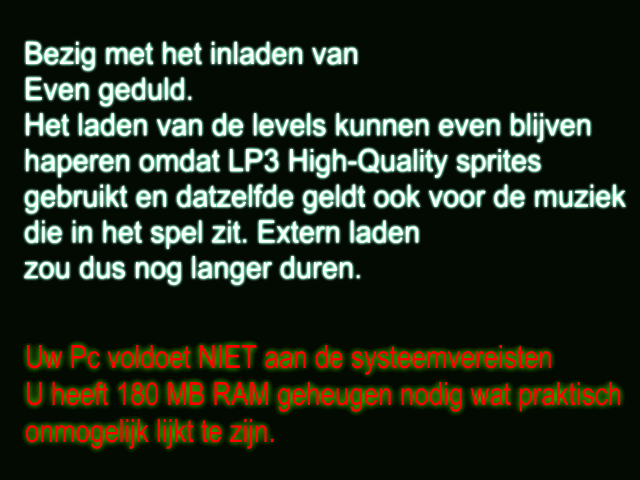 Bezig met het inladen van
Even geduld.
Het laden van de levels kunnen even blijven
haperen omdat LP3 High-Quality sprites
gebruikt en datzelfde geldt ook voor de muziek
die in het spel zit. Extern laden
zou dus nog langer duren.
Uw Pc voldoet NIET aan de systeemvereisten
U heeft 180 MB RAM geheugen nodig wat praktisch
onmogelijk lijkt te zijn.